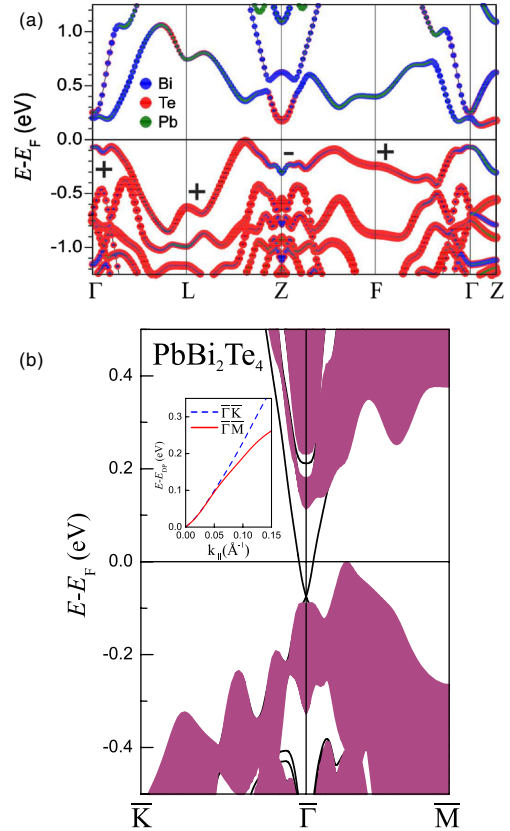 (a)
1.0
0.5
0.0
-0.5
-1.0
E-E_F (eV)
Bi
Te
Pb
+
+
-
+
Γ L Z F Γ Z
(b)
PbBi₂Te₄
0.4
0.2
0.0
-0.2
-0.4
E-E_F (eV)
0.3
0.2
0.1
0.0
E-E_DP (eV)
Γ̅K̅
Γ̅M̅
0.00 0.05 0.10 0.15
k_||(Å⁻¹)
K̅ Γ̅ M̅